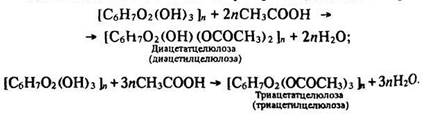 [C₆H₇O₂(OH)₃]ₙ + 2nCH₃COOH →
→ [C₆H₇O₂(OH)(OCOCH₃)₂]ₙ + 2nH₂O;
Диацетатцелюлоза
(диацетилцелюлоза)
[C₆H₇O₂(OH)₃]ₙ + 3nCH₃COOH → [C₆H₇O₂(OCOCH₃)₃]ₙ + 3nH₂O.
Триацетатцелюлоза
(триацетилцелюлоза)